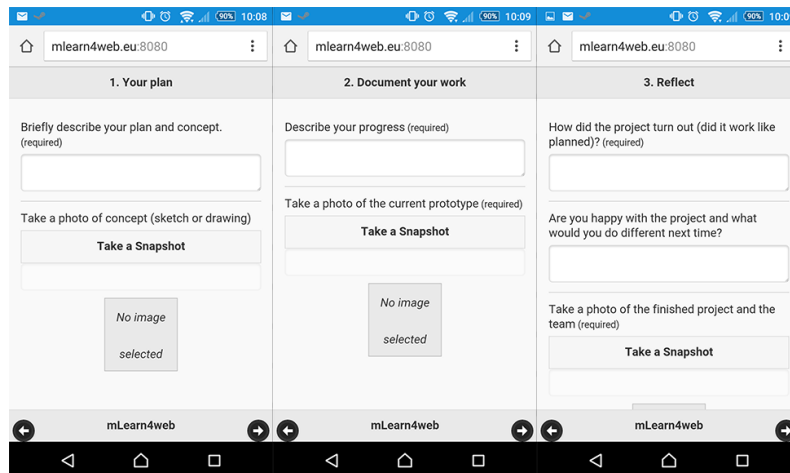 90% 10:08
mlearn4web.eu:8080
1. Your plan
Briefly describe your plan and concept.
(required)
Take a photo of concept (sketch or drawing)
Take a Snapshot
No image
selected
mLearn4web
90% 10:09
mlearn4web.eu:8080
2. Document your work
Describe your progress (required)
Take a photo of the current prototype (required)
Take a Snapshot
No image
selected
mLearn4web
90% 10:09
mlearn4web.eu:8080
3. Reflect
How did the project turn out (did it work like
planned)? (required)
Are you happy with the project and what
would you do different next time?
Take a photo of the finished project and the
team (required)
Take a Snapshot
mLearn4web